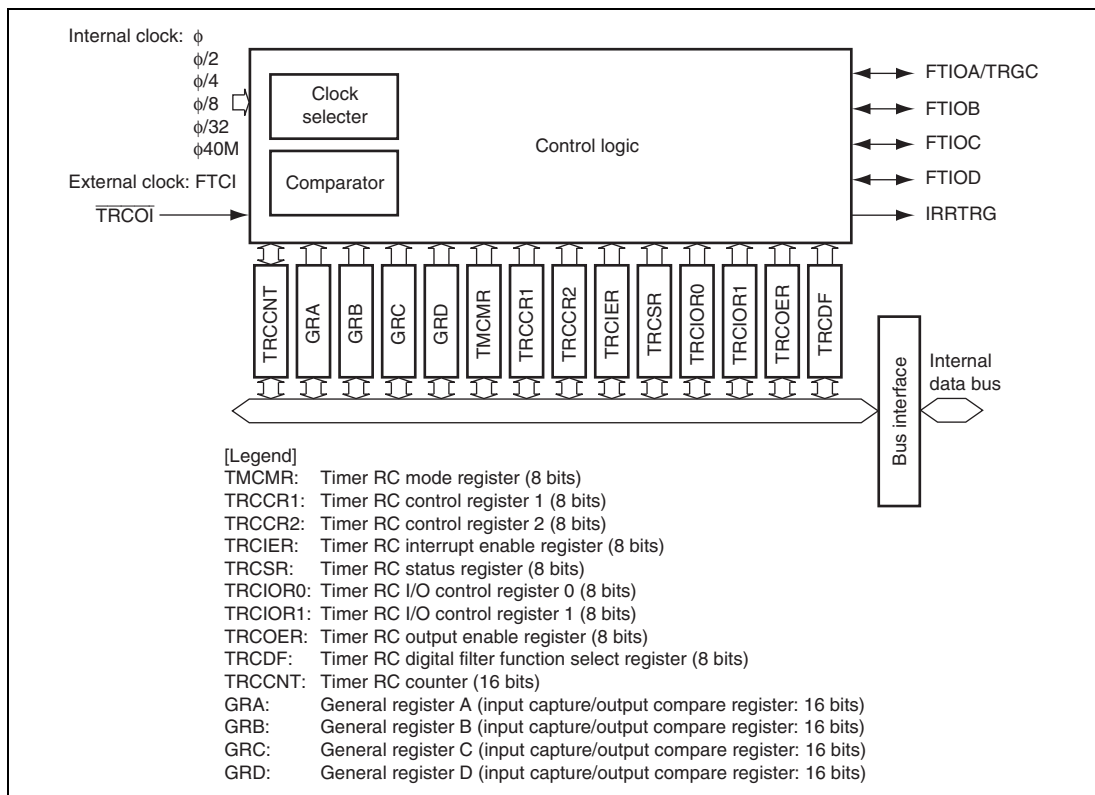 Internal clock: ϕ
ϕ/2
ϕ/4
ϕ/8
ϕ/32
ϕ40M
External clock: FTCI
TRCOI
Clock
selecter
Comparator
Control logic
FTIOA/TRGC
FTIOB
FTIOC
FTIOD
IRRTRG
TRCCNT
GRA
GRB
GRC
GRD
TMCMR
TRCCR1
TRCCR2
TRCIER
TRCSR
TRCIOR0
TRCIOR1
TRCOER
TRCDF
Bus interface
Internal
data bus
[Legend]
TMCMR: Timer RC mode register (8 bits)
TRCCR1: Timer RC control register 1 (8 bits)
TRCCR2: Timer RC control register 2 (8 bits)
TRCIER: Timer RC interrupt enable register (8 bits)
TRCSR: Timer RC status register (8 bits)
TRCIOR0: Timer RC I/O control register 0 (8 bits)
TRCIOR1: Timer RC I/O control register 1 (8 bits)
TRCOER: Timer RC output enable register (8 bits)
TRCDF: Timer RC digital filter function select register (8 bits)
TRCCNT: Timer RC counter (16 bits)
GRA: General register A (input capture/output compare register: 16 bits)
GRB: General register B (input capture/output compare register: 16 bits)
GRC: General register C (input capture/output compare register: 16 bits)
GRD: General register D (input capture/output compare register: 16 bits)